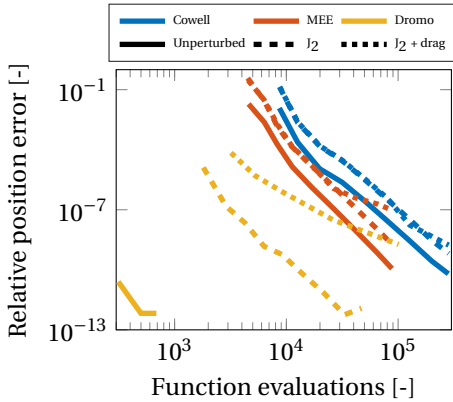 Cowell MEE Dromo
Unperturbed J₂ J₂ + drag
Relative position error [-]
10⁻¹
10⁻⁷
10⁻¹³
10³ 10⁴ 10⁵
Function evaluations [-]